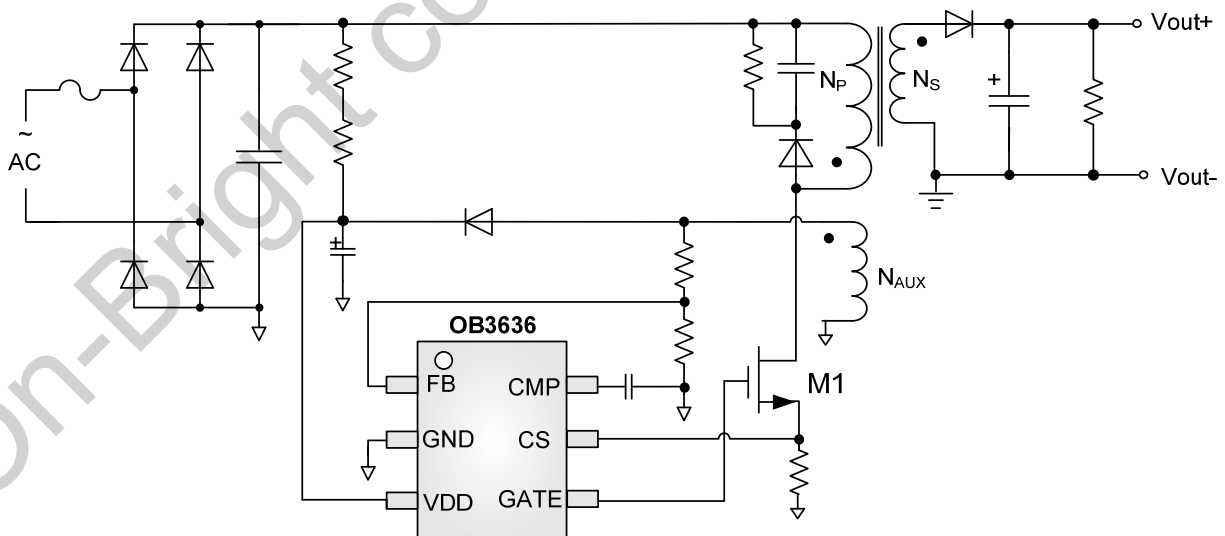 Vout+
N_P
N_S
~
AC
Vout-
N_AUX
OB3636
FB
CMP
M1
GND
CS
VDD
GATE
On-Bright co
+
+